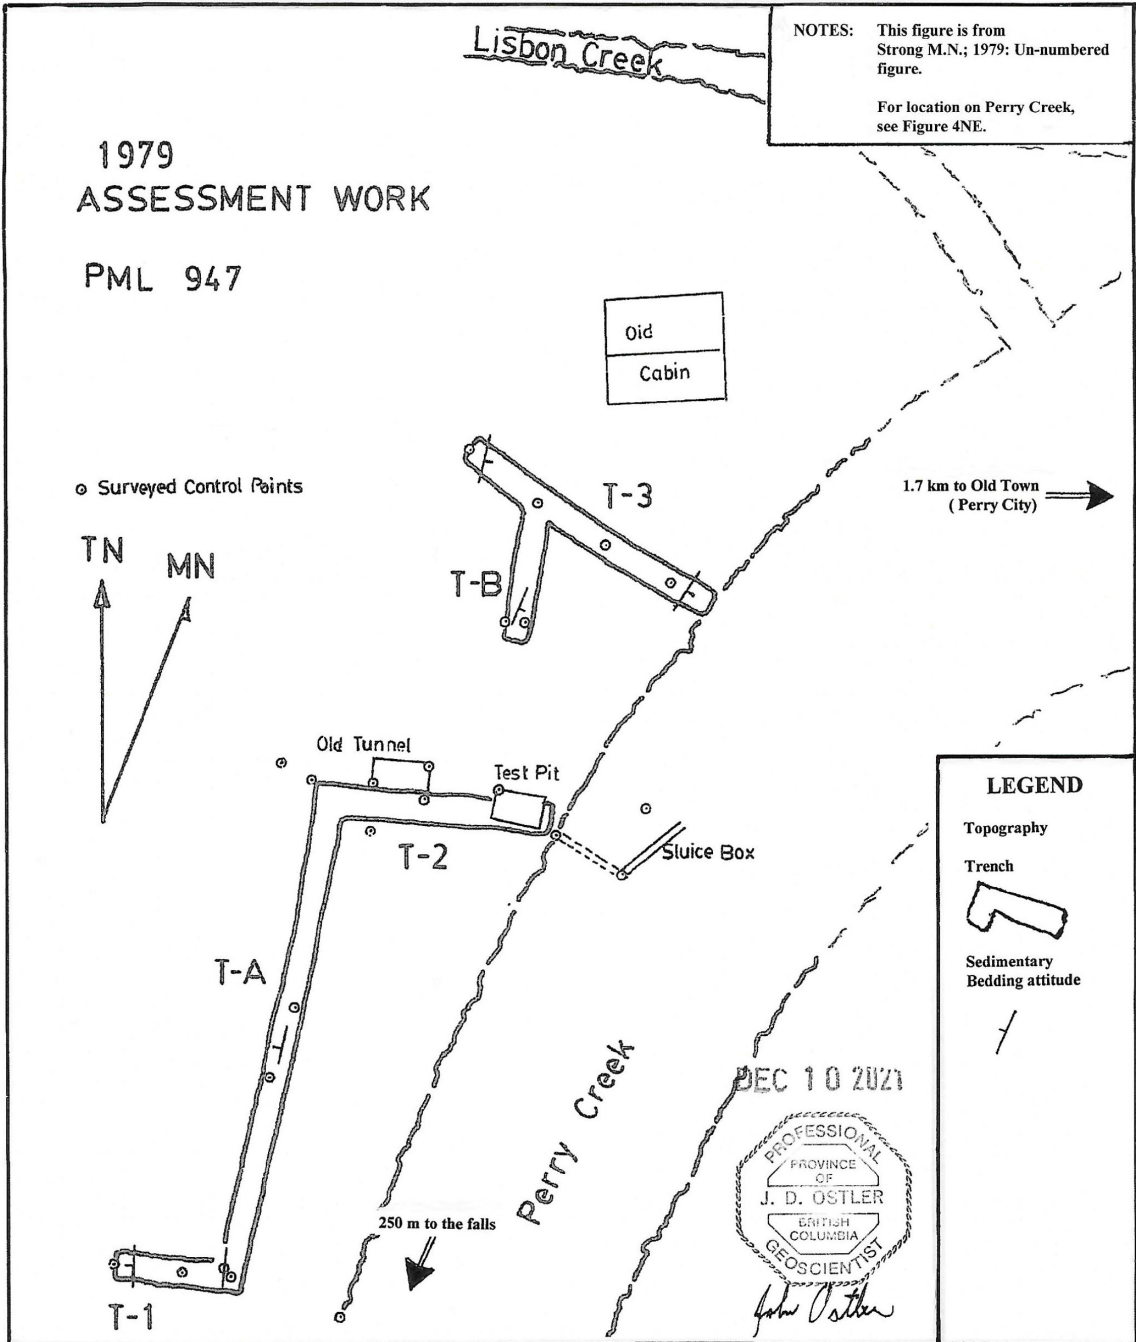 Lisbon Creek
NOTES: This figure is from
Strong M.N.; 1979: Un-numbered
figure.
For location on Perry Creek,
see Figure 4NE.
1979
ASSESSMENT WORK
PML 947
Old
Cabin
Surveyed Control Points
T-3
1.7 km to Old Town
( Perry City)
TN
MN
T-B
Old Tunnel
Test Pit
T-2
Sluice Box
LEGEND
Topography
Trench
Sedimentary
Bedding attitude
T-A
Perry Creek
250 m to the falls
T-1
DEC 10 2021
PROFESSIONAL
PROVINCE
OF
J. D. OSTLER
BRITISH
COLUMBIA
GEOSCIENTIST
John Ostler